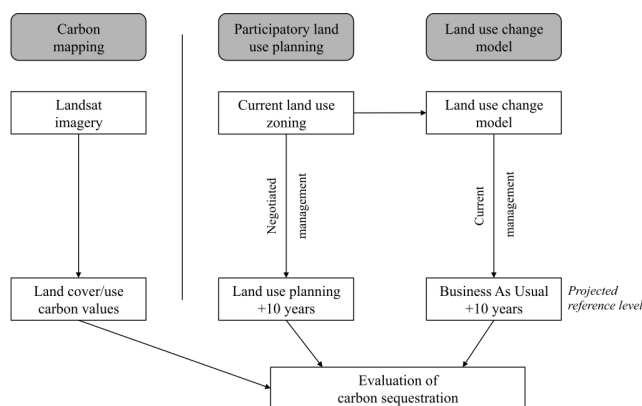 Carbon
mapping
Participatory land
use planning
Land use change
model
Landsat
imagery
Current land use
zoning
Land use change
model
Negotiated
management
Current
management
Land cover/use
carbon values
Land use planning
+10 years
Business As Usual
+10 years
Projected
reference level
Evaluation of
carbon sequestration